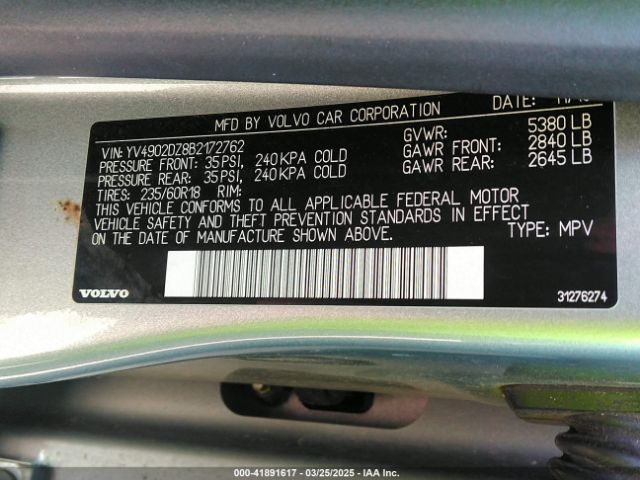 MFD BY VOLVO CAR CORPORATION DATE:
VIN: YV4902DZ8B2172762
PRESSURE FRONT: 35PSI, 240KPA COLD
PRESSURE REAR: 35PSI, 240KPA COLD
TIRES: 235/60R18 RIM:
GVWR: 5380 LB
GAWR FRONT: 2840 LB
GAWR REAR: 2645 LB
THIS VEHICLE CONFORMS TO ALL APPLICABLE FEDERAL MOTOR
VEHICLE SAFETY AND THEFT PREVENTION STANDARDS IN EFFECT
ON THE DATE OF MANUFACTURE SHOWN ABOVE. TYPE: MPV
VOLVO 31276274
000-41891617 • 03/25/2025 • IAA Inc.